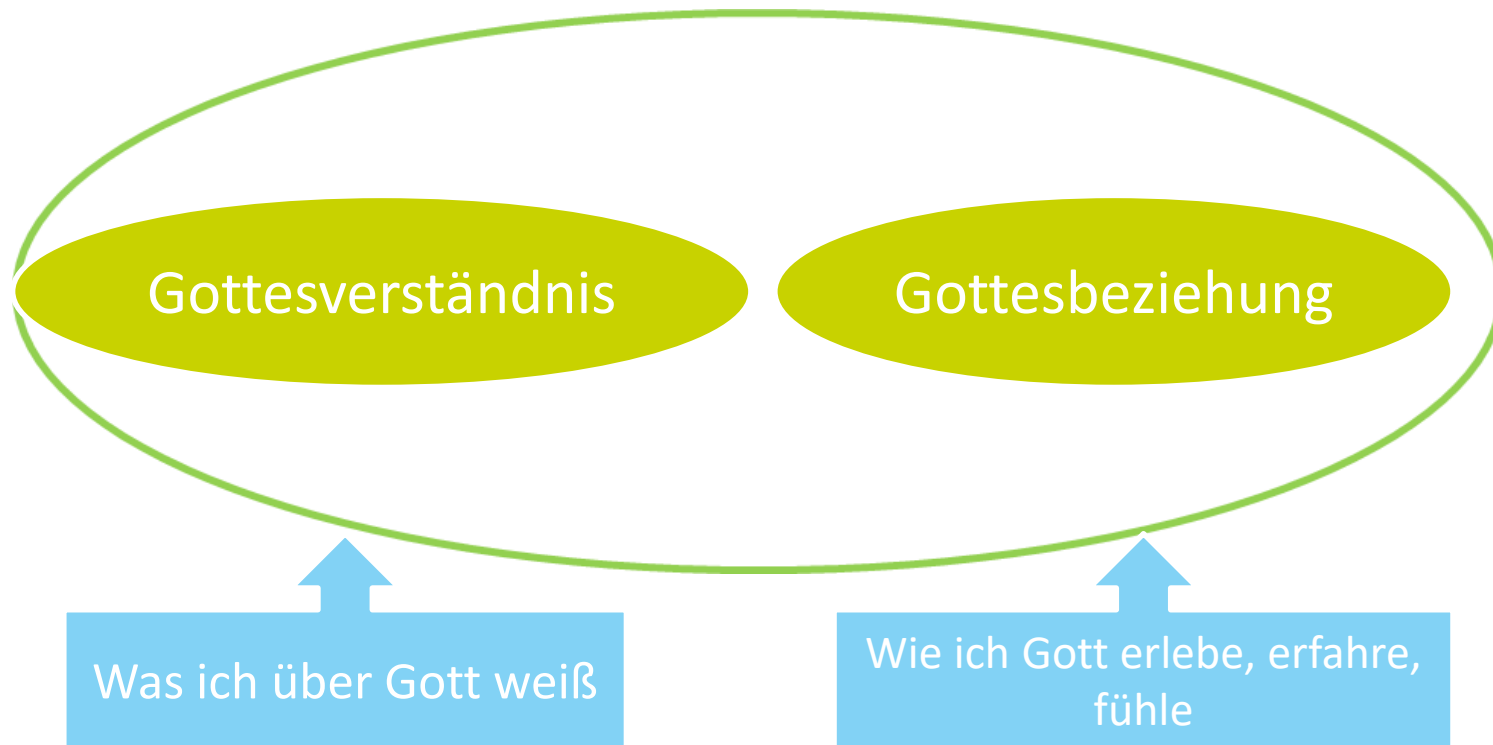 Gottesverständnis
Gottesbeziehung
Was ich über Gott weiß
Wie ich Gott erlebe, erfahre,
fühle